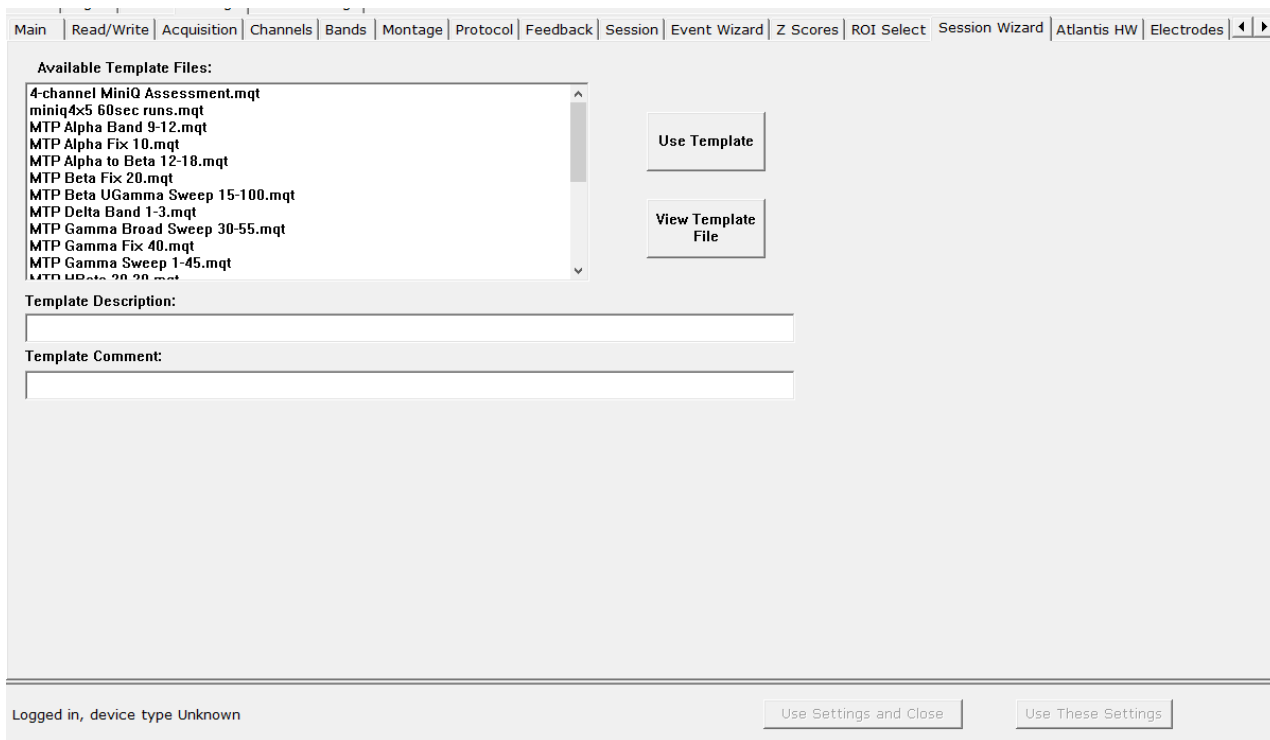 Main Read/Write Acquisition Channels Bands Montage Protocol Feedback Session Event Wizard Z Scores ROI Select Session Wizard Atlantis HW Electrodes
Available Template Files:
4-channel MiniQ Assessment.mqt
miniq4x5 60sec runs.mqt
MTP Alpha Band 9-12.mqt
MTP Alpha Fix 10.mqt
MTP Alpha to Beta 12-18.mqt
MTP Beta Fix 20.mqt
MTP Beta UGamma Sweep 15-100.mqt
MTP Delta Band 1-3.mqt
MTP Gamma Broad Sweep 30-55.mqt
MTP Gamma Fix 40.mqt
MTP Gamma Sweep 1-45.mqt
Use Template
View Template
File
Template Description:
Template Comment:
Logged in, device type Unknown
Use Settings and Close
Use These Settings